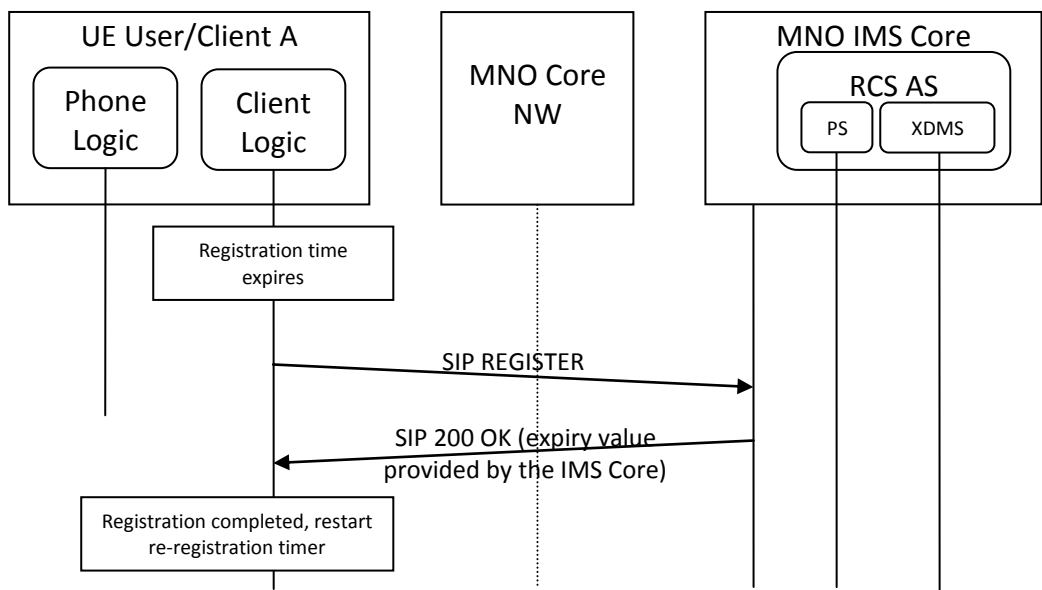 UE User/Client A
Phone
Logic
Client
Logic
MNO Core
NW
MNO IMS Core
RCS AS
PS
XDMS
Registration time
expires
SIP REGISTER
SIP 200 OK (expiry value
provided by the IMS Core)
Registration completed, restart
re-registration timer